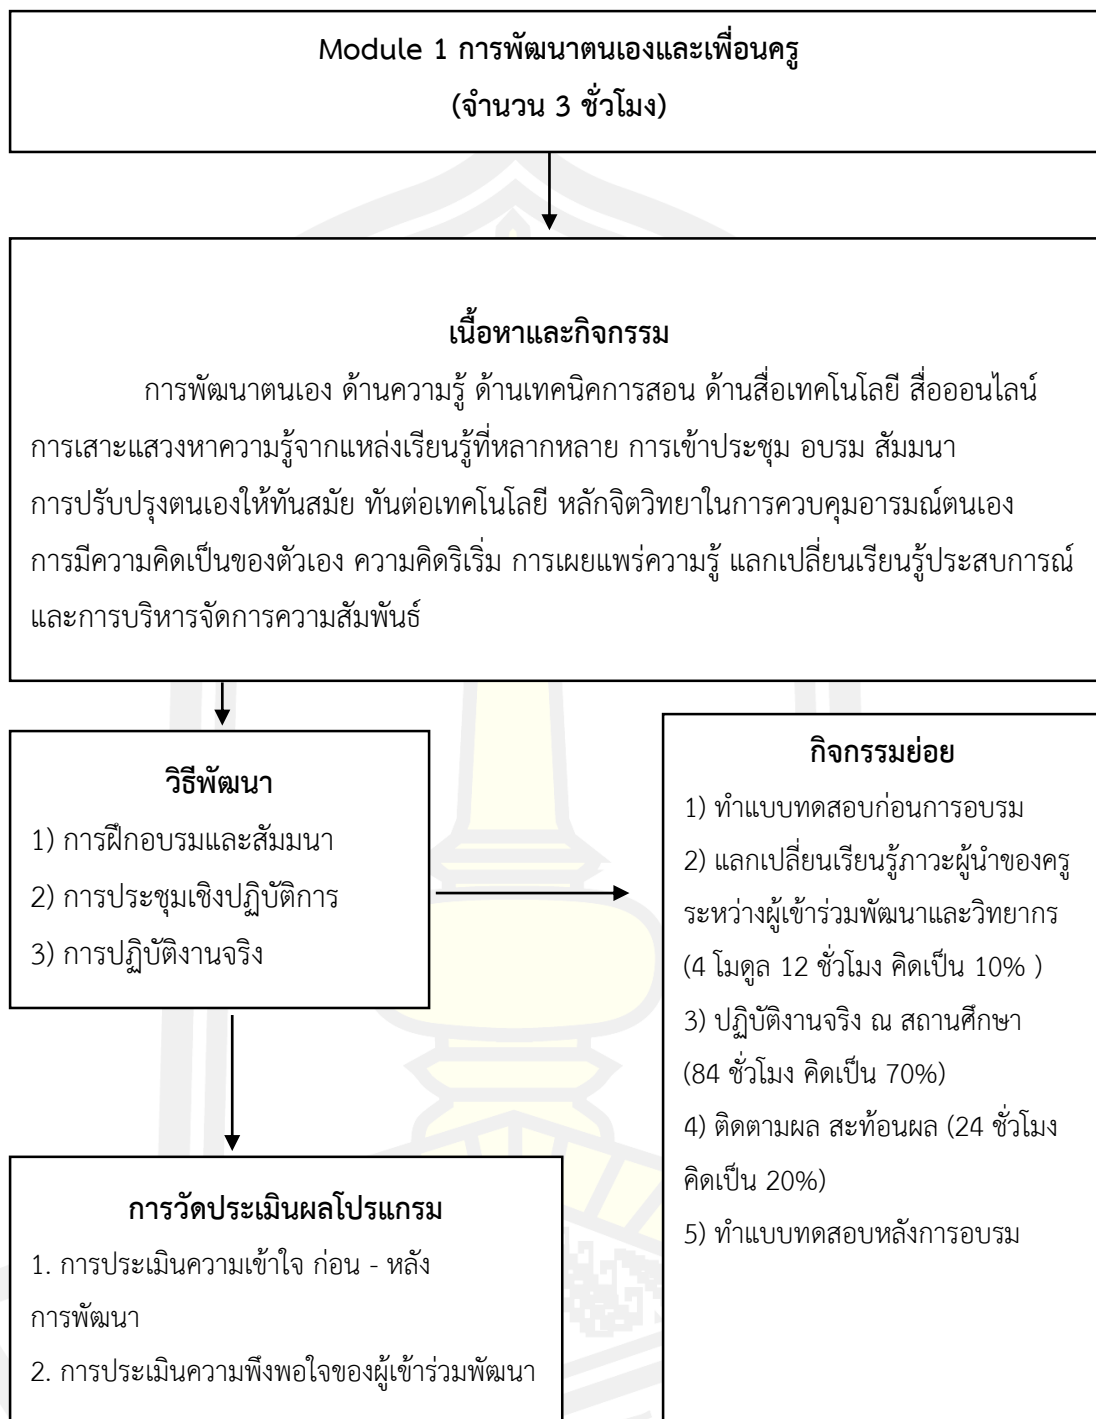 Module 1 การพัฒนาตนเองและเพื่อนครู
(จำนวน 3 ชั่วโมง)
เนื้อหาและกิจกรรม
การพัฒนาตนเอง ด้านความรู้ ด้านเทคนิคการสอน ด้านสื่อเทคโนโลยี สื่อออนไลน์
การเสาะแสวงหาความรู้จากแหล่งเรียนรู้ที่หลากหลาย การเข้าประชุม อบรม สัมมนา
การปรับปรุงตนเองให้ทันสมัย ทันต่อเทคโนโลยี หลักจิตวิทยาในการควบคุมอารมณ์ตนเอง
การมีความคิดเป็นของตัวเอง ความคิดริเริ่ม การเผยแพร่ความรู้ แลกเปลี่ยนเรียนรู้ประสบการณ์
และการบริหารจัดการความสัมพันธ์
วิธีพัฒนา
1) การฝึกอบรมและสัมมนา
2) การประชุมเชิงปฏิบัติการ
3) การปฏิบัติงานจริง
กิจกรรมย่อย
1) ทำแบบทดสอบก่อนการอบรม
2) แลกเปลี่ยนเรียนรู้ภาวะผู้นำของครู
ระหว่างผู้เข้าร่วมพัฒนาและวิทยากร
(4 โมดูล 12 ชั่วโมง คิดเป็น 10% )
3) ปฏิบัติงานจริง ณ สถานศึกษา
(84 ชั่วโมง คิดเป็น 70%)
4) ติดตามผล สะท้อนผล (24 ชั่วโมง
คิดเป็น 20%)
5) ทำแบบทดสอบหลังการอบรม
การวัดประเมินผลโปรแกรม
1. การประเมินความเข้าใจ ก่อน - หลัง
การพัฒนา
2. การประเมินความพึงพอใจของผู้เข้าร่วมพัฒนา